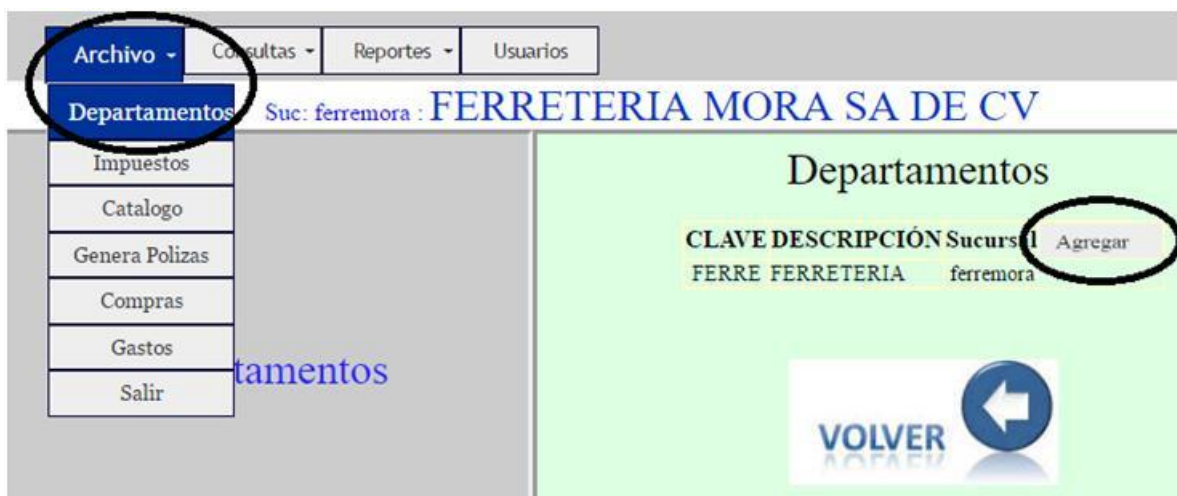 Archivo Consultas Reportes Usuarios
Departamentos Suc: ferremora : FERRETERIA MORA SA DE CV
Impuestos
Catalogo
Genera Polizas
Compras
Gastos
Salir
tamentos
Departamentos
CLAVE DESCRIPCIÓN Sucursal Agregar
FERRE FERRETERIA ferremora
VOLVER